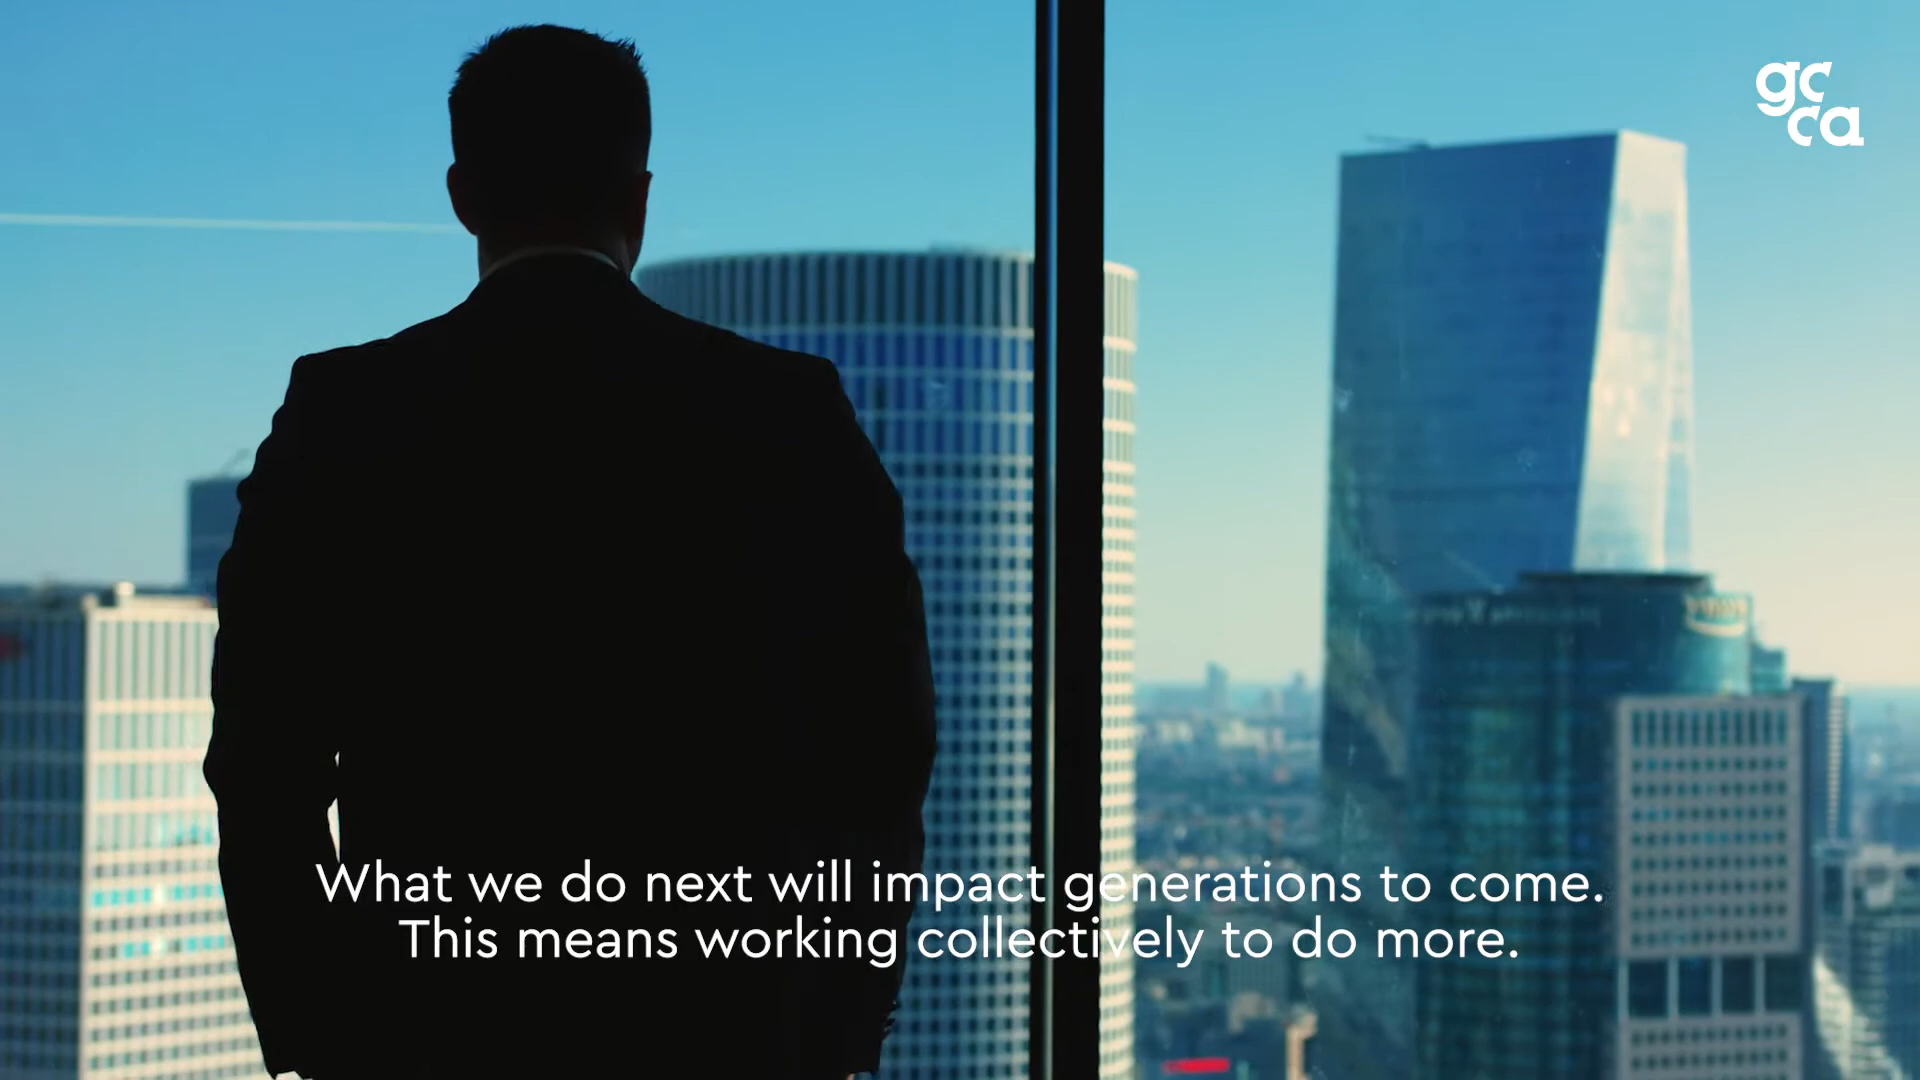 gc
ca
What we do next will impact generations to come.
This means working collectively to do more.